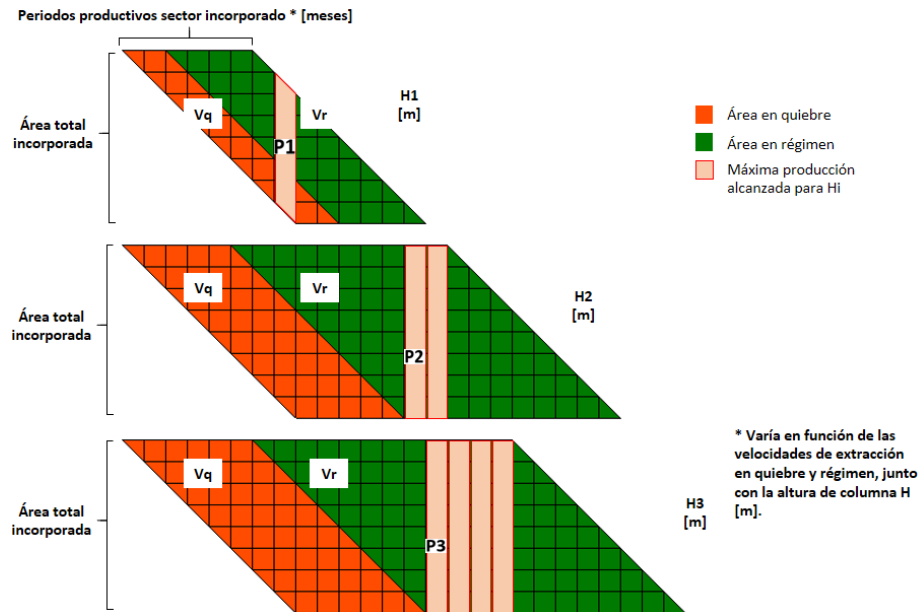 Periodos productivos sector incorporado * [meses]
Área total
incorporada
Vq
Vr
P1
H1
[m]
Área en quiebre
Área en régimen
Máxima producción
alcanzada para Hi
Área total
incorporada
Vq
Vr
P2
H2
[m]
Área total
incorporada
Vq
Vr
P3
H3
[m]
* Varía en función de las
velocidades de extracción
en quiebre y régimen, junto
con la altura de columna H
[m].